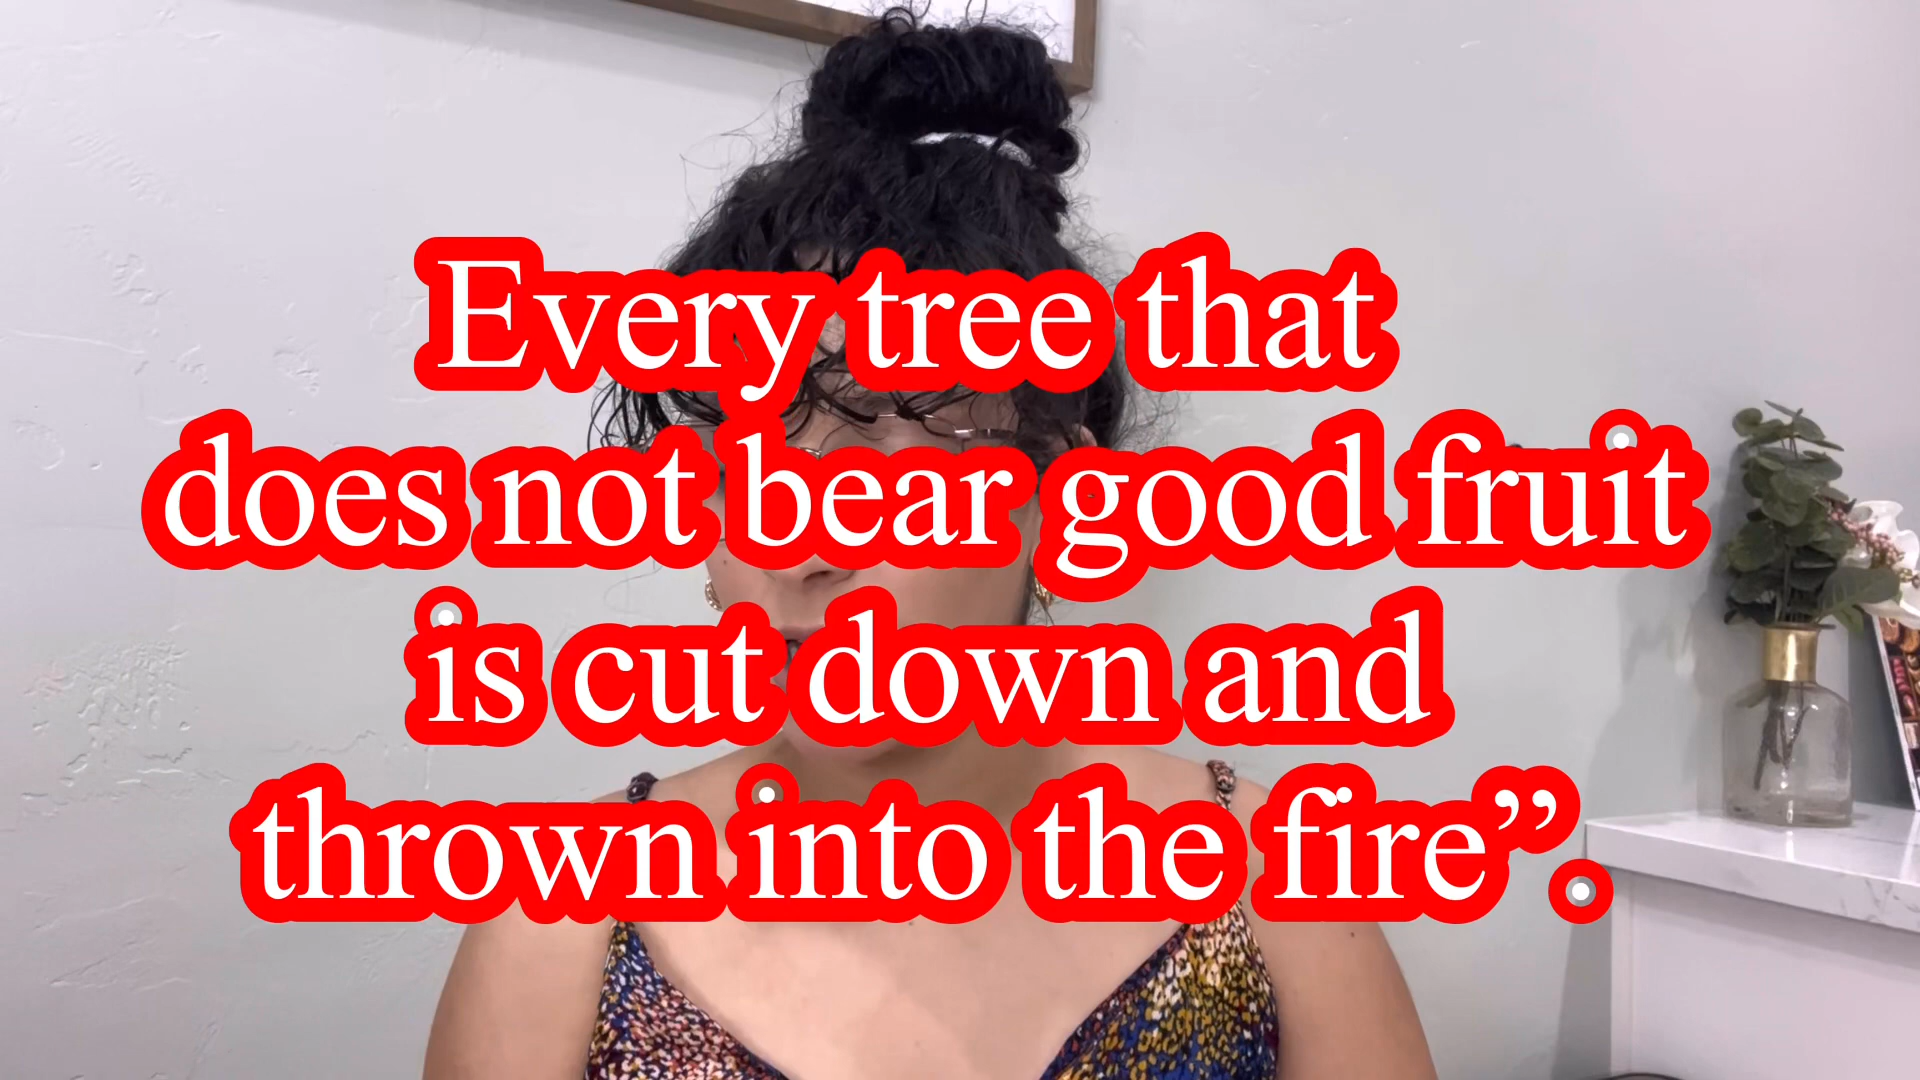 Every tree that
does not bear good fruit
is cut down and
thrown into the fire”.